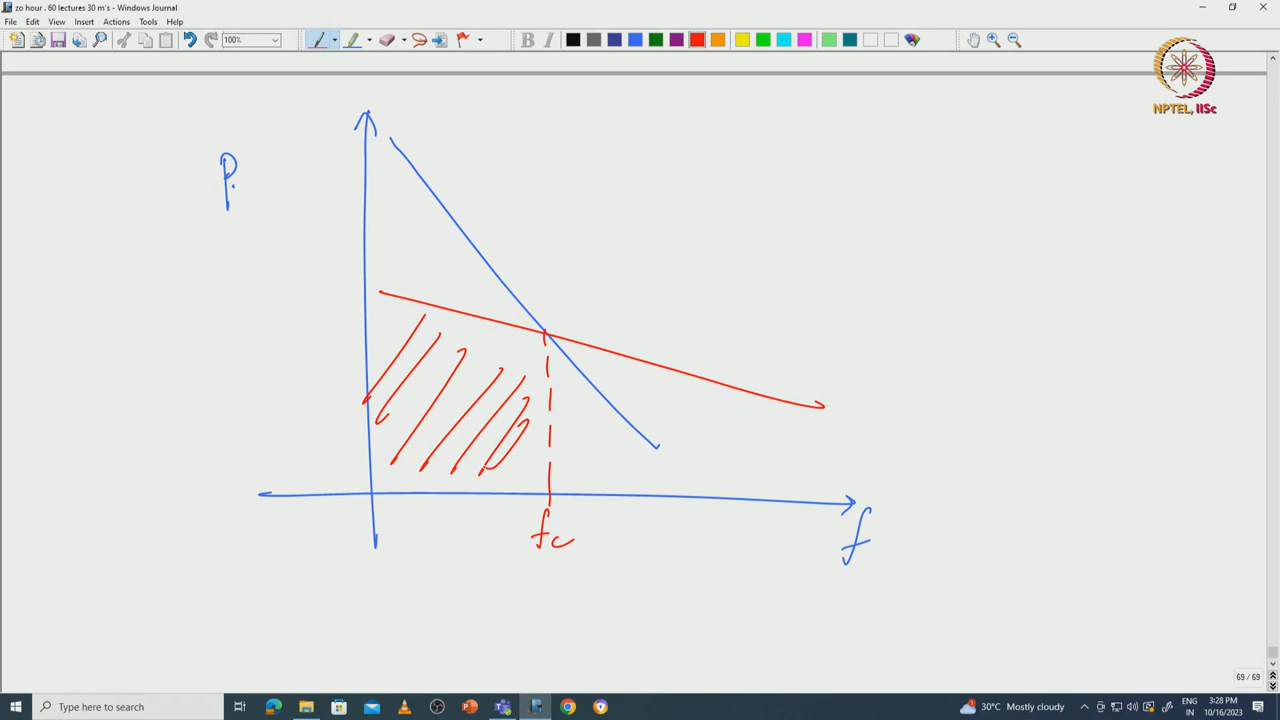 zo hour . 60 lectures 30 m's - Windows Journal
File Edit View Insert Actions Tools Help
100%
B I
NPTEL, IISc
P.
fc
f
69 / 69
Type here to search
30°C Mostly cloudy
ENG
IN
3:28 PM
10/16/2023